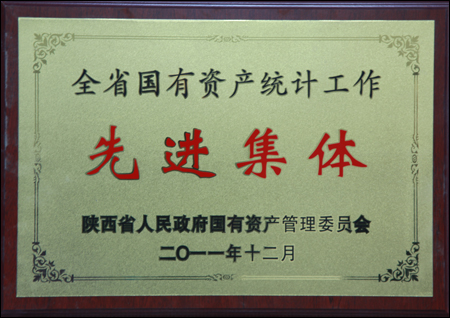 全省国有资产统计工作
先进集体
陕西省人民政府国有资产管理委员会
二〇一一年十二月